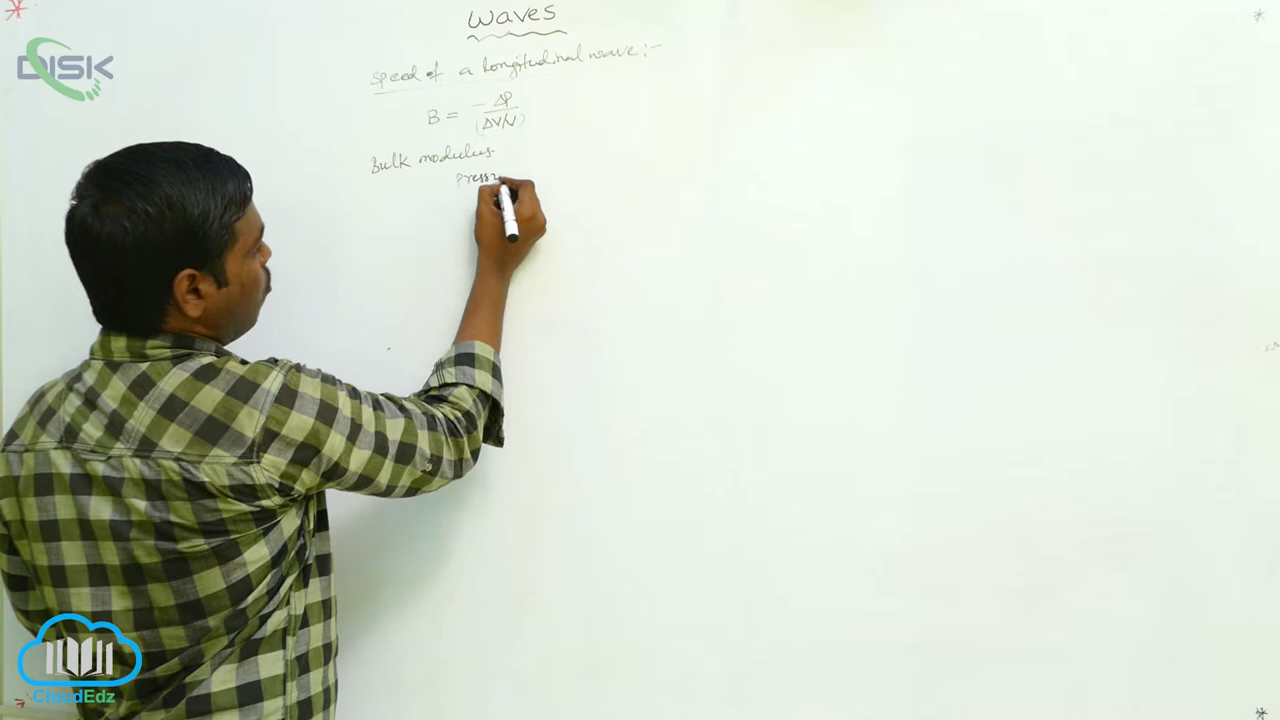 Waves
DISK
Speed of a Longitudinal wave :-
B = - ΔP / (ΔV/V)
Bulk modulus
Press
CloudEdz